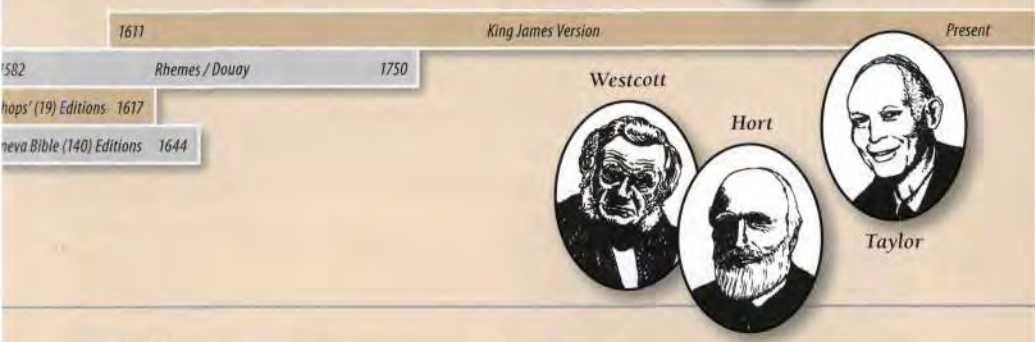 1611 King James Version Present
1582 Rhemes / Douay 1750
hops' (19) Editions 1617
neva Bible (140) Editions 1644
Westcott
Hort
Taylor